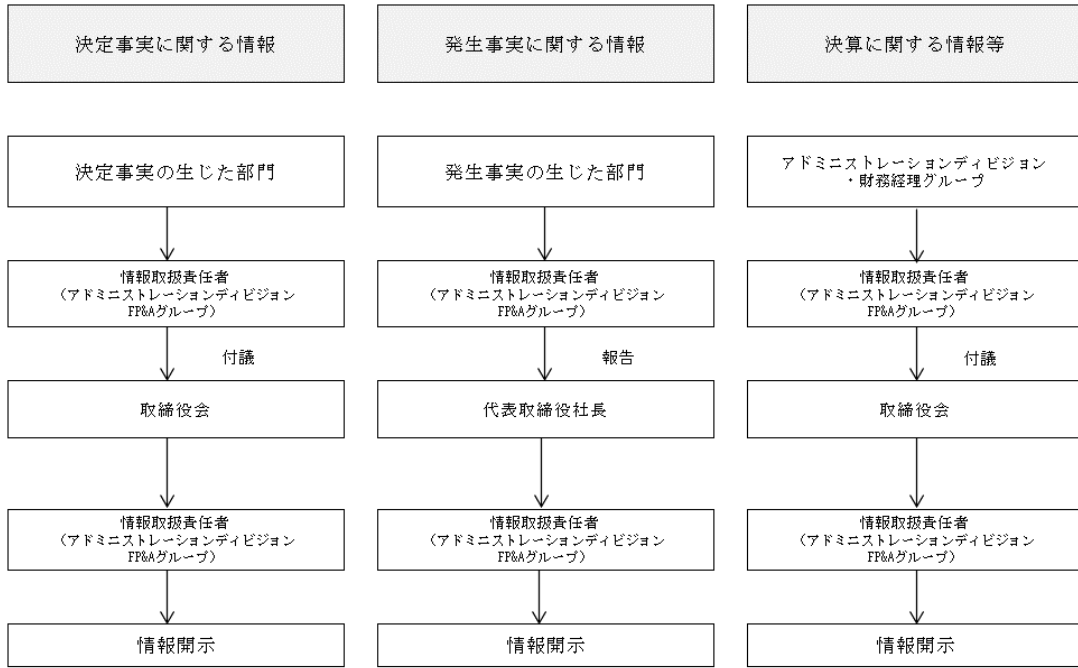 決定事実に関する情報
決定事実の生じた部門
情報取扱責任者
（アドミニストレーションディビジョン
FP&Aグループ）
付議
取締役会
情報取扱責任者
（アドミニストレーションディビジョン
FP&Aグループ）
情報開示
発生事実に関する情報
発生事実の生じた部門
情報取扱責任者
（アドミニストレーションディビジョン
FP&Aグループ）
報告
代表取締役社長
情報取扱責任者
（アドミニストレーションディビジョン
FP&Aグループ）
情報開示
決算に関する情報等
アドミニストレーションディビジョン
・財務経理グループ
情報取扱責任者
（アドミニストレーションディビジョン
FP&Aグループ）
付議
取締役会
情報取扱責任者
（アドミニストレーションディビジョン
FP&Aグループ）
情報開示